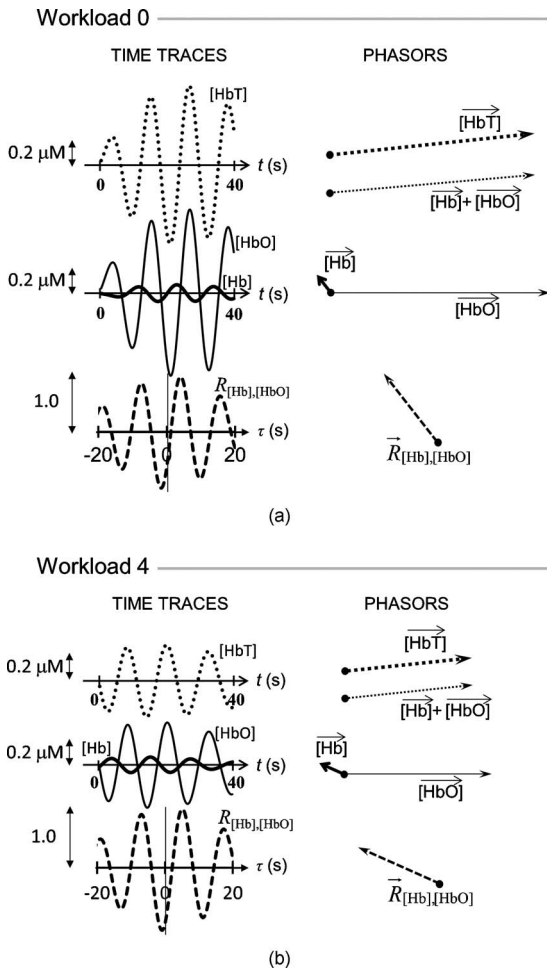 Workload 0
TIME TRACES PHASORS
[HbT]
0.2 µM
t (s)
0 40
[HbT]
[Hb]+ [HbO]
[HbO]
[Hb]
0.2 µM
t (s)
0 40
[Hb]
[HbO]
1.0
R[Hb],[HbO]
τ (s)
-20 0 20
R[Hb],[HbO]
(a)
Workload 4
TIME TRACES PHASORS
[HbT]
0.2 µM
t (s)
0 40
[HbT]
[Hb]+ [HbO]
[Hb] [HbO]
0.2 µM
t (s)
0 40
[Hb]
[HbO]
1.0
R[Hb],[HbO]
τ (s)
-20 0 20
R[Hb],[HbO]
(b)